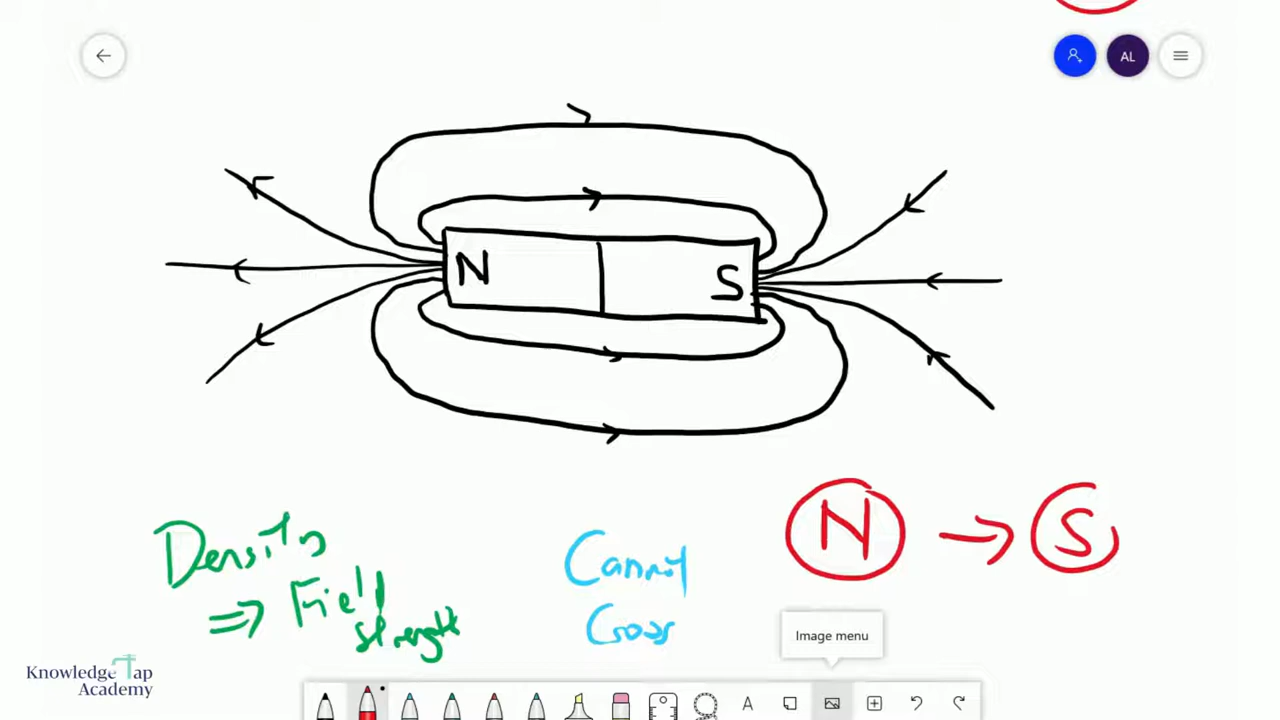 AL
N
S
Density
⇒ Field
strength
Cannot
Cross
N → S
Image menu
Knowledge Tap
Academy
A